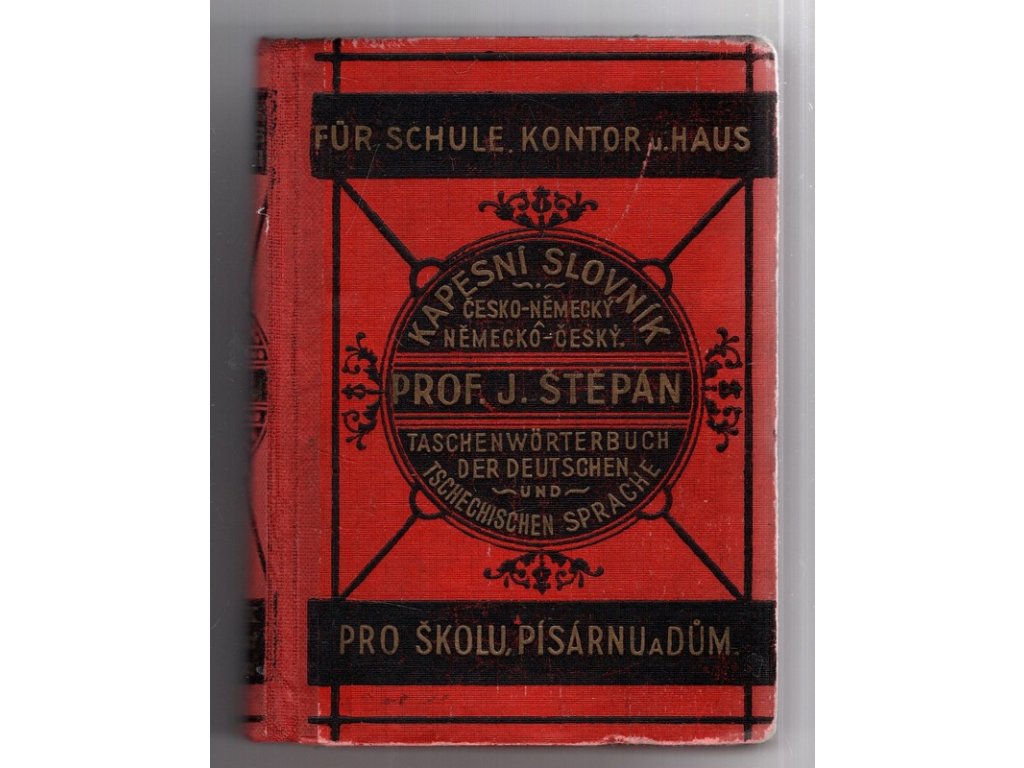 FÜR SCHULE, KONTOR u. HAUS
KAPESNÍ SLOVNÍK
ČESKO-NĚMECKÝ
NĚMECKO-ČESKÝ.
PROF. J. ŠTĚPÁN
TASCHENWÖRTERBUCH
DER DEUTSCHEN
UND
TSCHECHISCHEN SPRACHE
PRO ŠKOLU, PÍSÁRNU A DŮM.